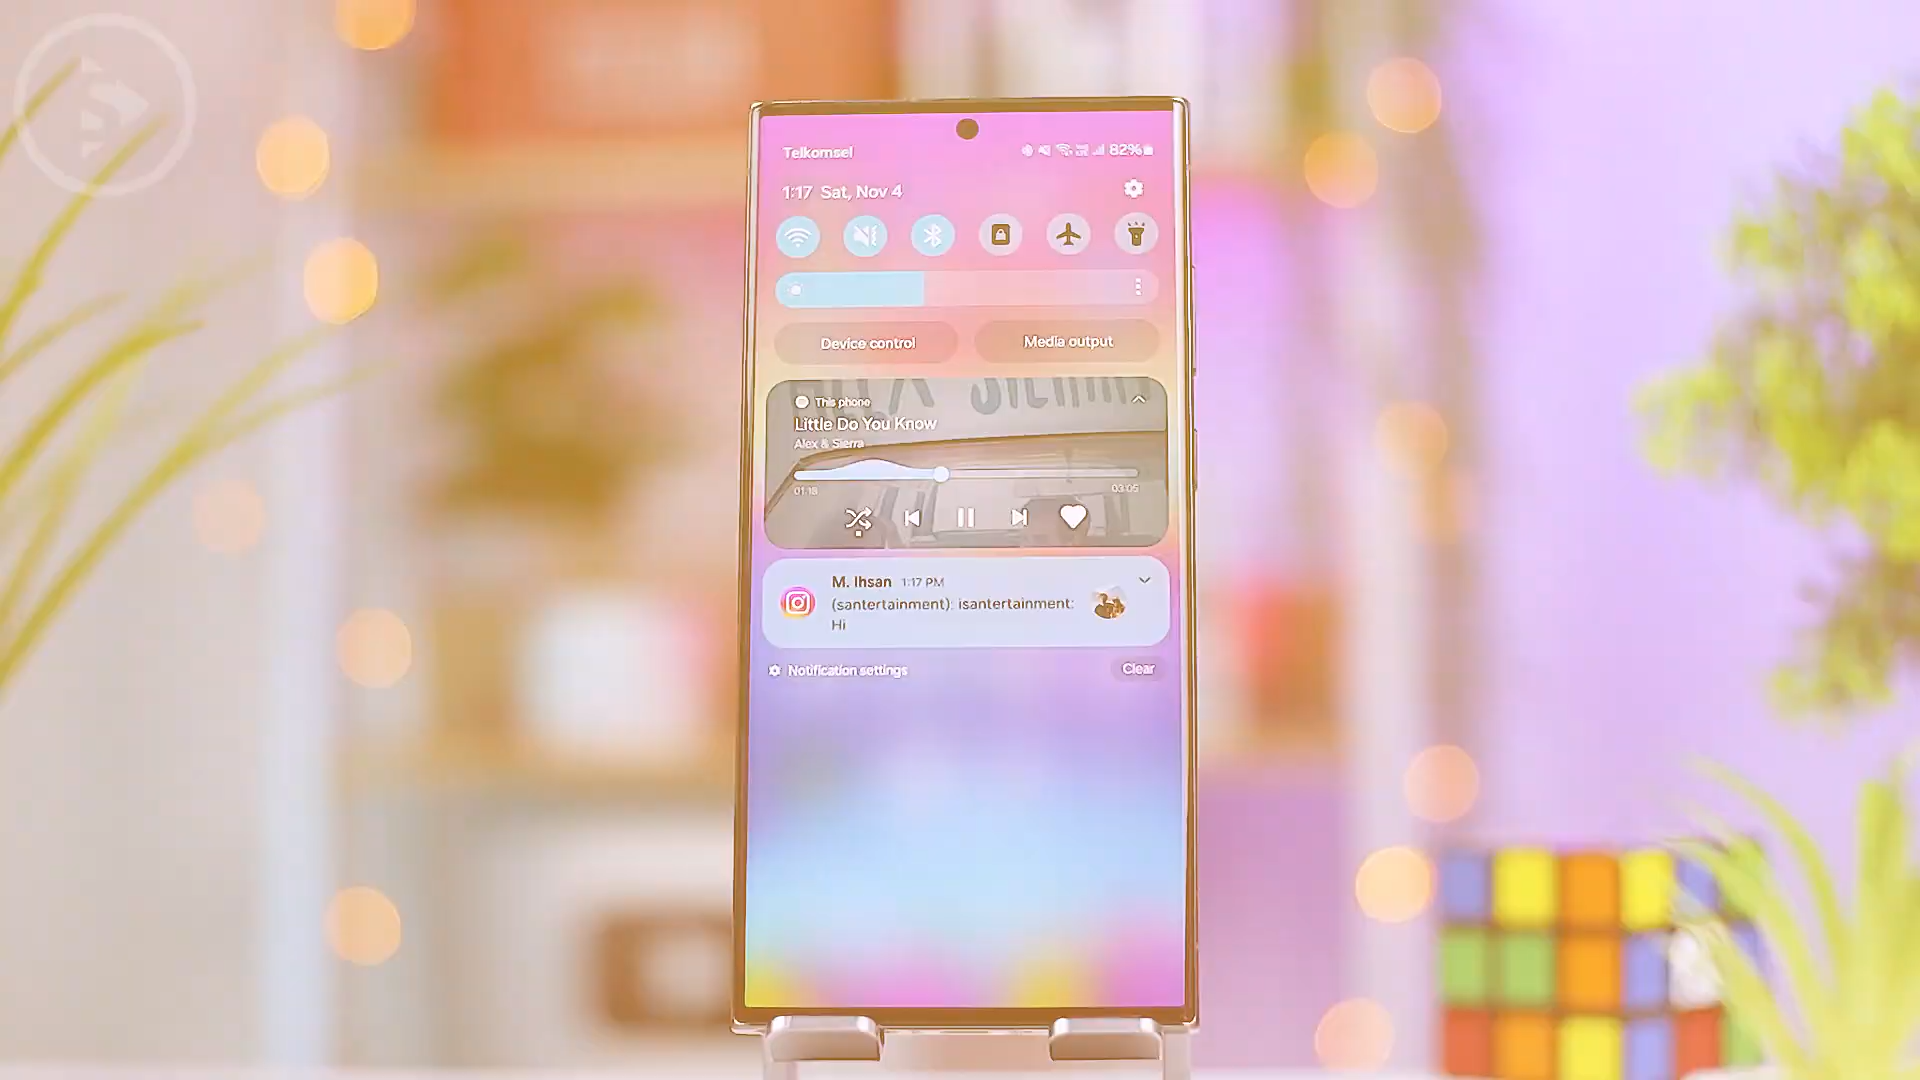 Telkomsel
82%
1:17 Sat, Nov 4
Device control
Media output
This phone
Little Do You Know
Alex & Sierra
01:18
03:05
M. Ihsan 1:17 PM
(santertainment): isantertainment:
Hi
Notification settings
Clear